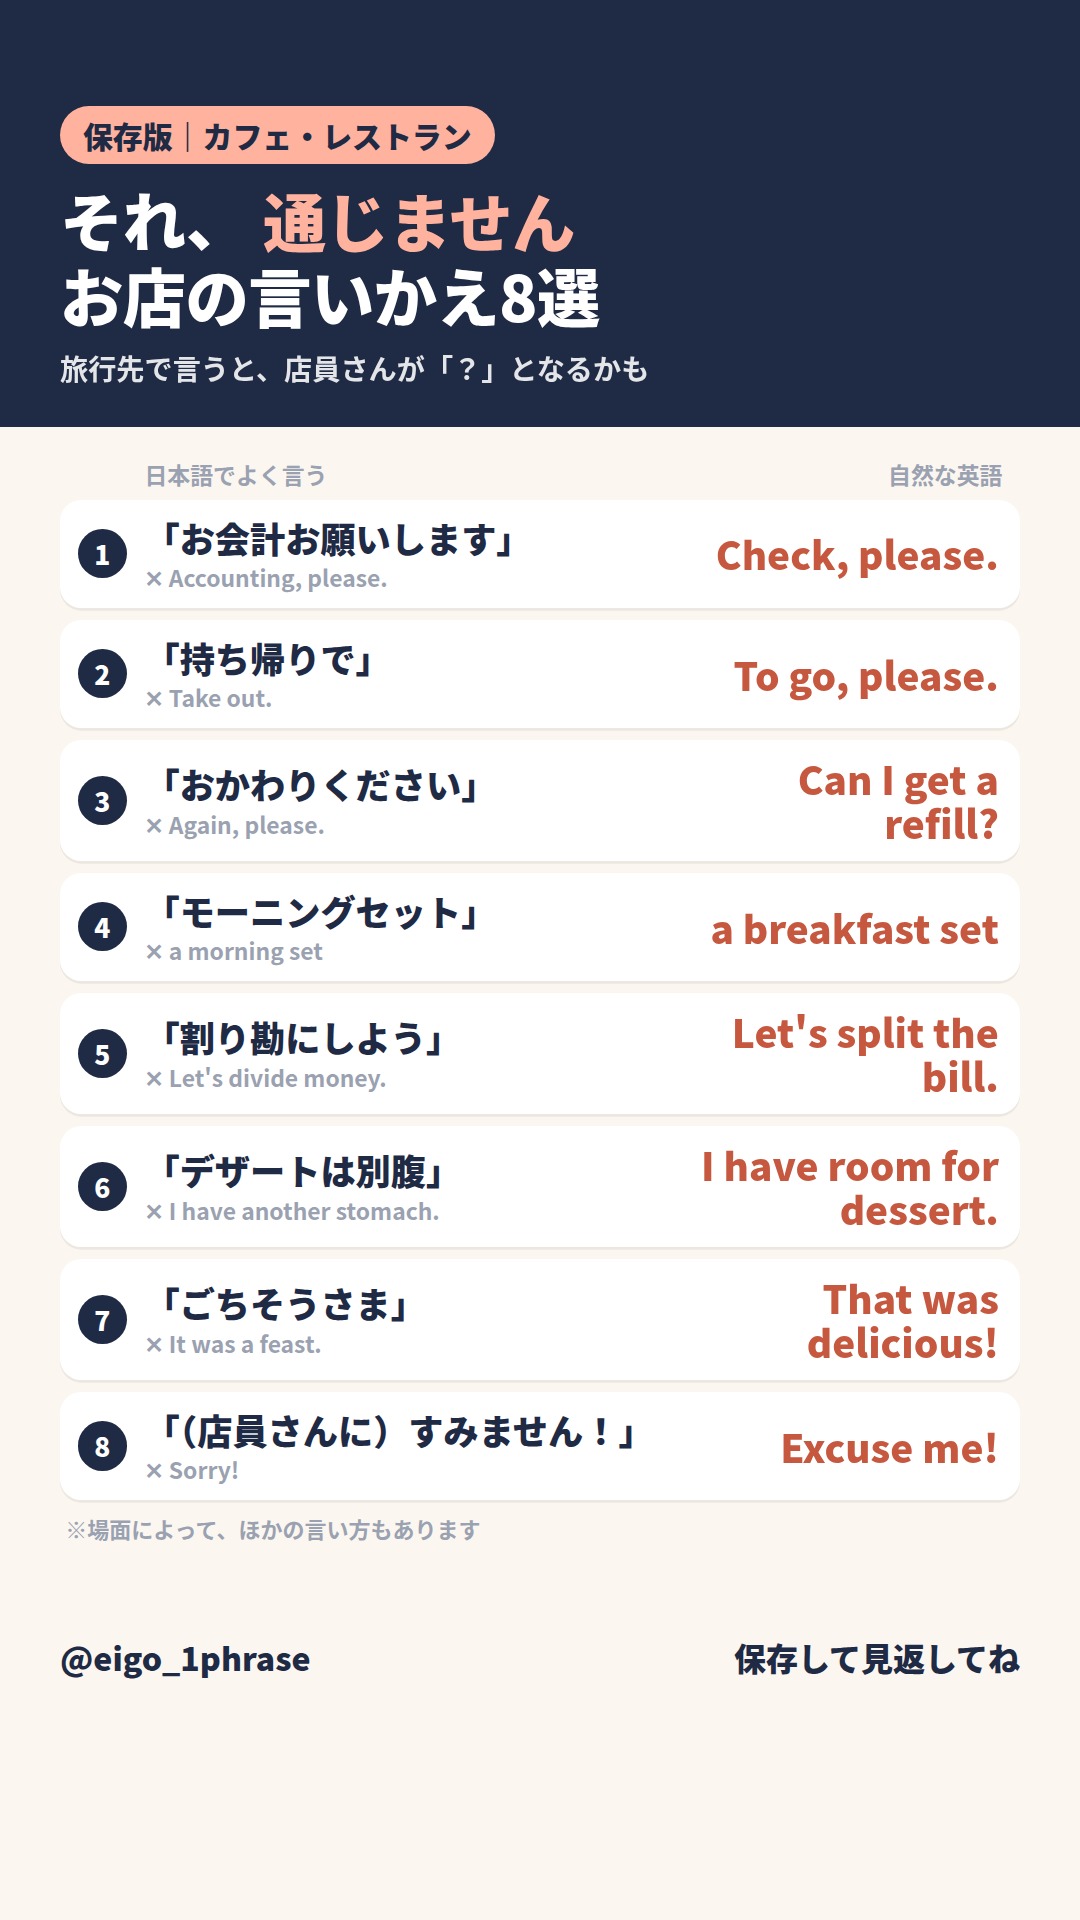 保存版｜カフェ・レストラン
それ、通じません
お店の言いかえ8選
旅行先で言うと、店員さんが「？」となるかも
日本語でよく言う
自然な英語
1
「お会計お願いします」
× Accounting, please.
Check, please.
2
「持ち帰りで」
× Take out.
To go, please.
3
「おかわりください」
× Again, please.
Can I get a
refill?
4
「モーニングセット」
× a morning set
a breakfast set
5
「割り勘にしよう」
× Let's divide money.
Let's split the
bill.
6
「デザートは別腹」
× I have another stomach.
I have room for
dessert.
7
「ごちそうさま」
× It was a feast.
That was
delicious!
8
「（店員さんに）すみません！」
× Sorry!
Excuse me!
※場面によって、ほかの言い方もあります
@eigo_1phrase
保存して見返してね